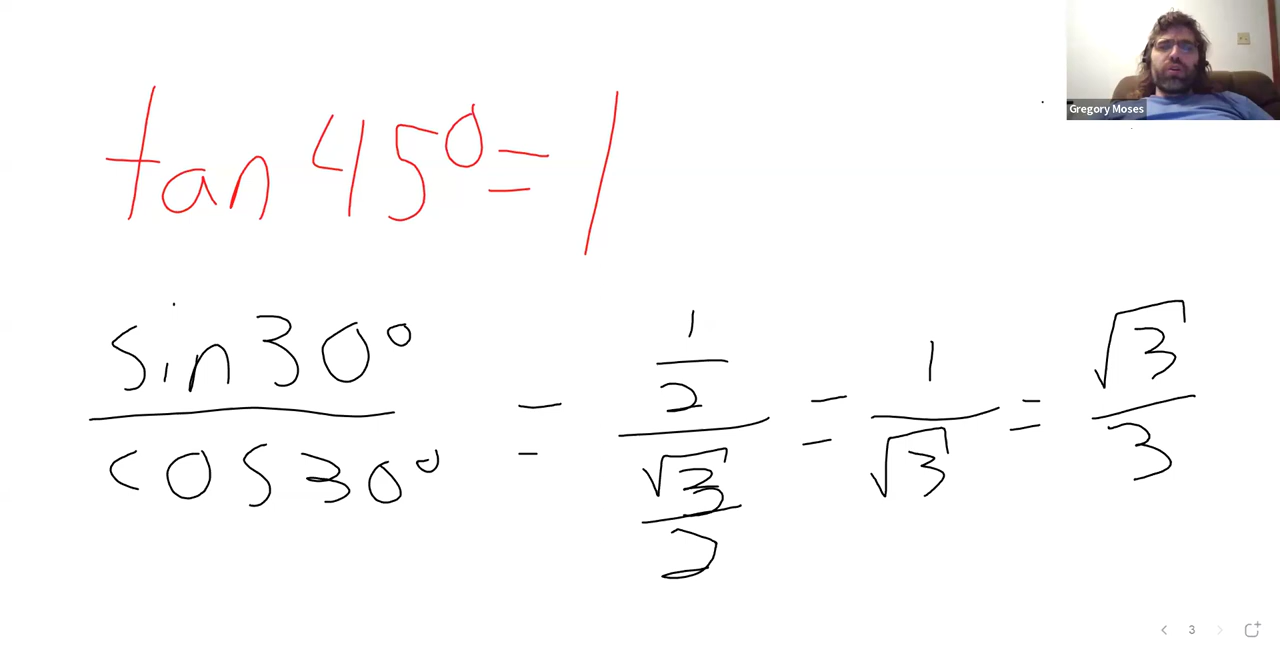 Gregory Moses
tan 45° = 1
sin 30° / cos 30° = (1/2) / (√3/2) = 1/√3 = √3/3
3